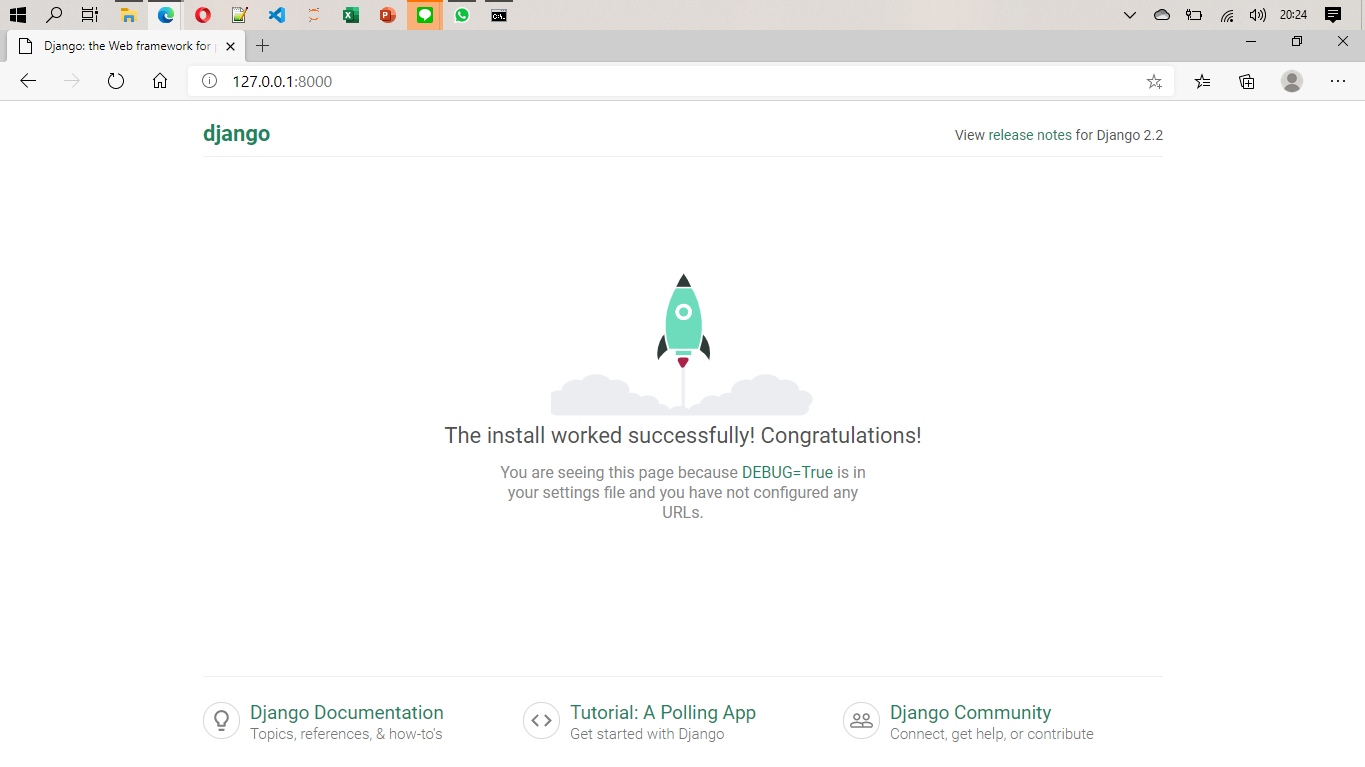 20:24
Django: the Web framework for
127.0.0.1:8000
django
View release notes for Django 2.2
The install worked successfully! Congratulations!
You are seeing this page because DEBUG=True is in
your settings file and you have not configured any
URLs.
Django Documentation
Topics, references, & how-to's
Tutorial: A Polling App
Get started with Django
Django Community
Connect, get help, or contribute